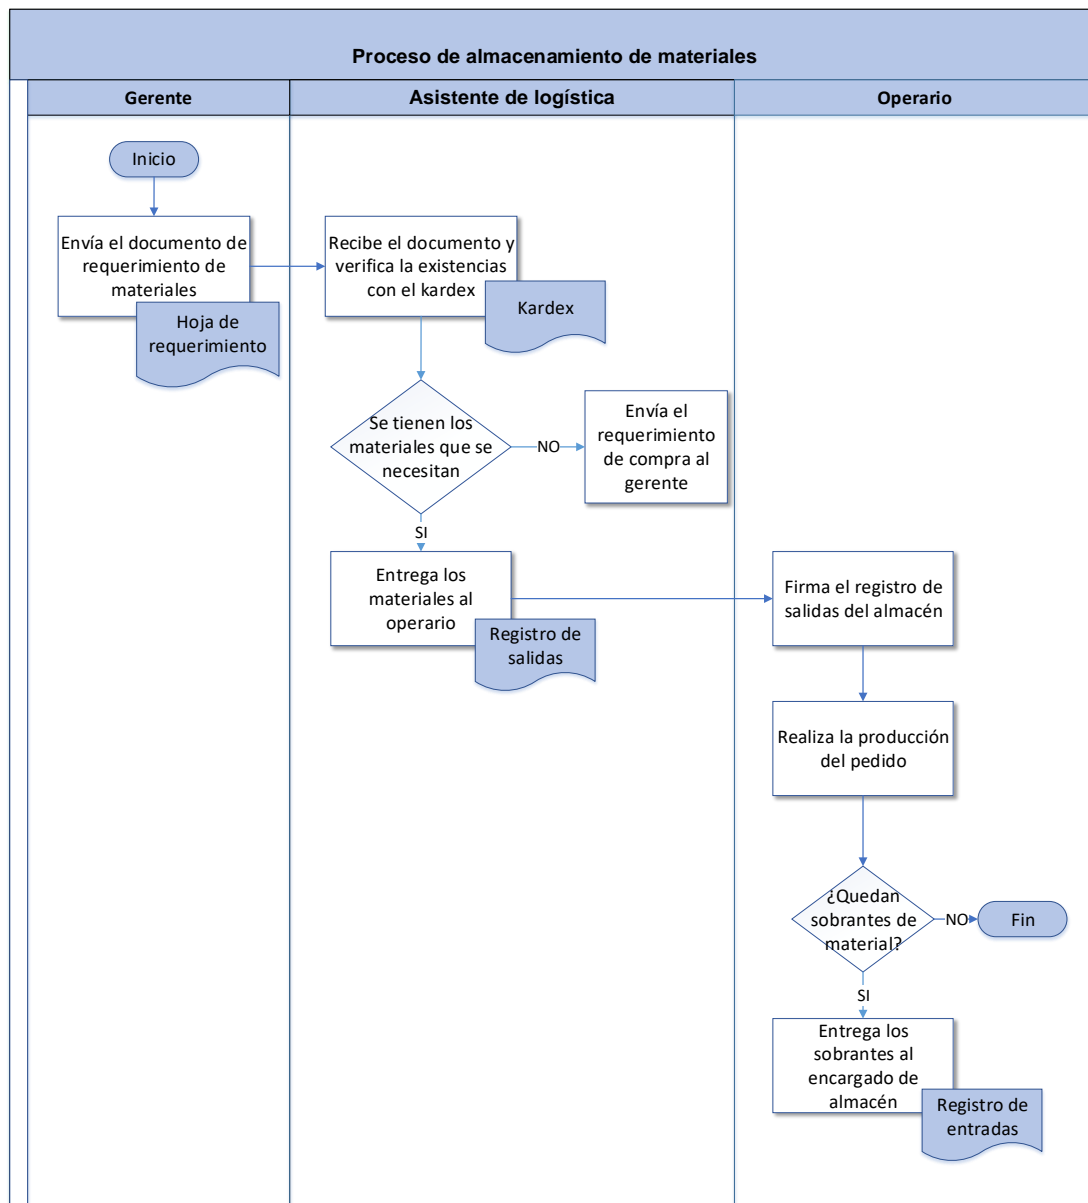 Proceso de almacenamiento de materiales
Gerente
Asistente de logística
Operario
Inicio
Envía el documento de
requerimiento de
materiales
Hoja de
requerimiento
Recibe el documento y
verifica la existencias
con el kardex
Kardex
Se tienen los
materiales que se
necesitan
NO
Envía el
requerimiento
de compra al
gerente
SI
Entrega los
materiales al
operario
Registro de
salidas
Firma el registro de
salidas del almacén
Realiza la producción
del pedido
¿Quedan
sobrantes de
material?
NO
Fin
SI
Entrega los
sobrantes al
encargado de
almacén
Registro de
entradas